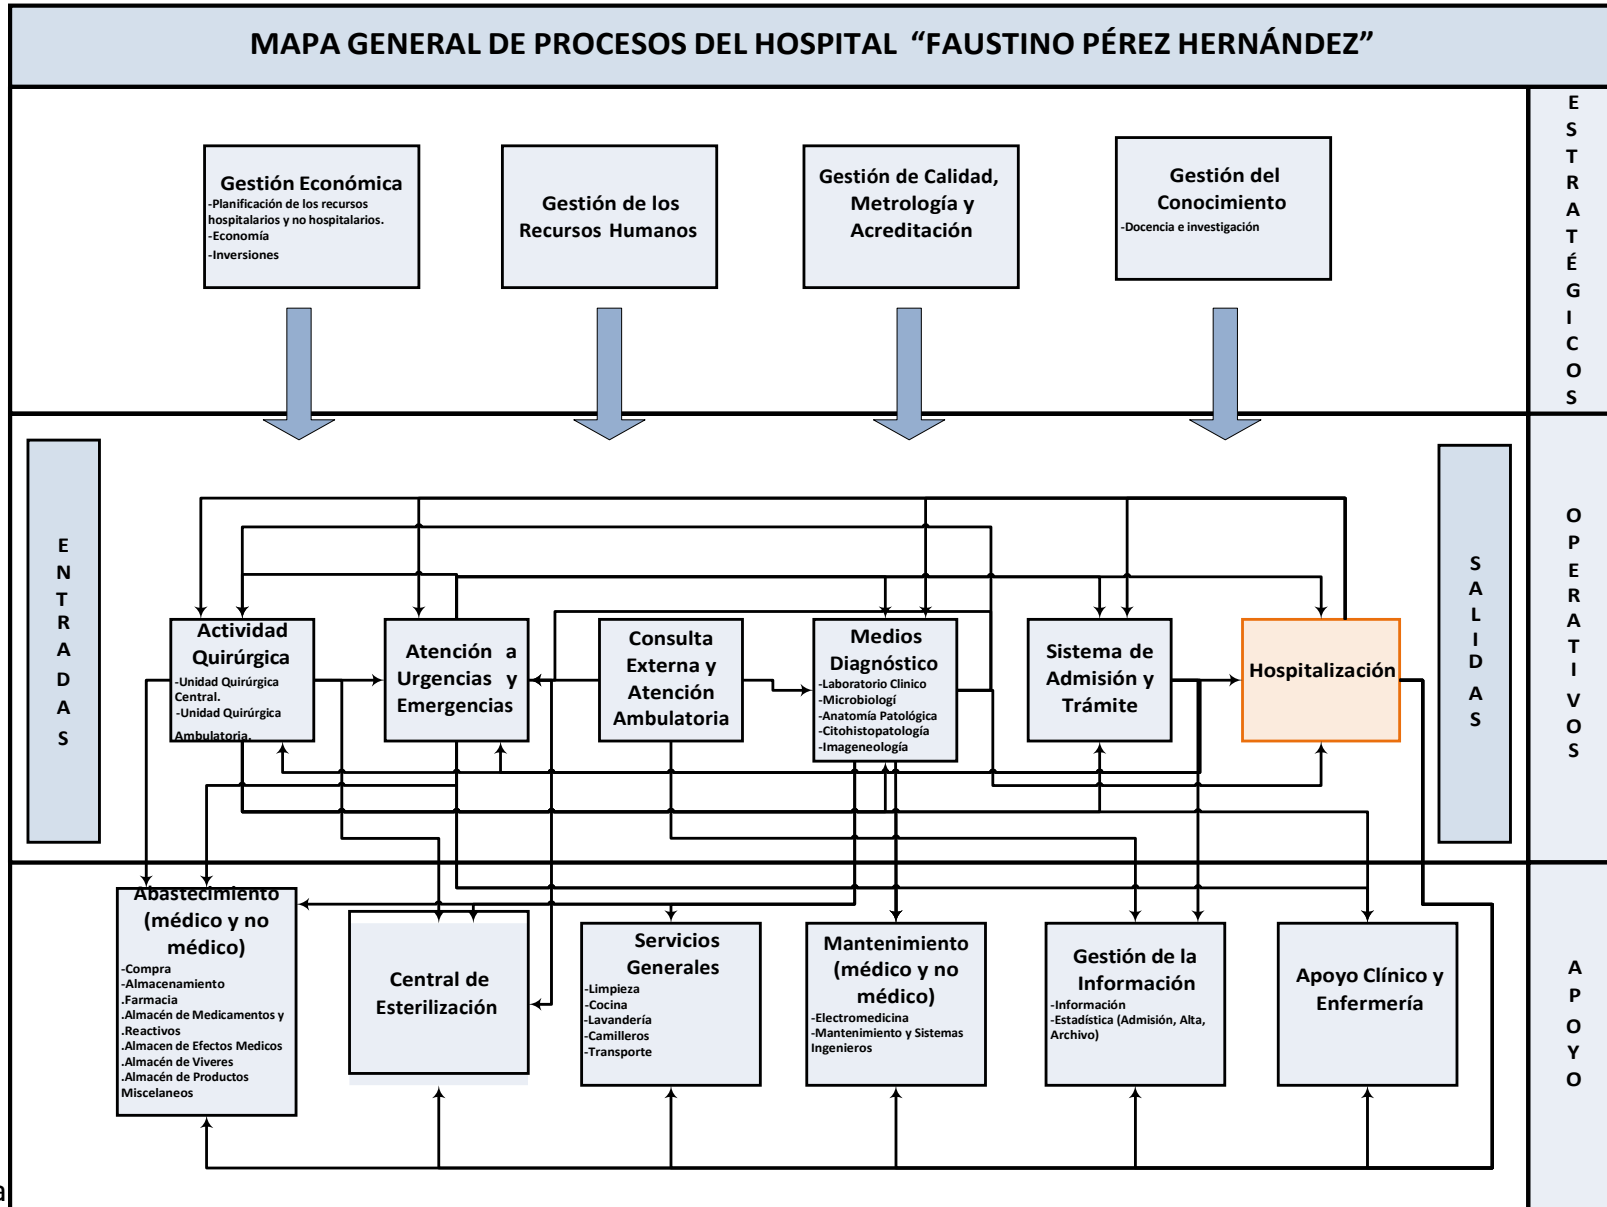 MAPA GENERAL DE PROCESOS DEL HOSPITAL “FAUSTINO PÉREZ HERNÁNDEZ”
ESTRATÉGICOS
Gestión Económica
-Planificación de los recursos
hospitalarios y no hospitalarios.
-Economía
-Inversiones
Gestión de los
Recursos Humanos
Gestión de Calidad,
Metrología y
Acreditación
Gestión del
Conocimiento
-Docencia e investigación
OPERATIVOS
ENTRADAS
SALIDAS
Actividad
Quirúrgica
-Unidad Quirúrgica
Central.
-Unidad Quirúrgica
Ambulatoria.
Atención a
Urgencias y
Emergencias
Consulta
Externa y
Atención
Ambulatoria
Medios
Diagnóstico
-Laboratorio Clinico
-Microbiologí
-Anatomía Patológica
-Citohistopatología
-Imageneología
Sistema de
Admisión y
Trámite
Hospitalización
APOYO
Abastecimiento
(médico y no
médico)
-Compra
-Almacenamiento
.Farmacia
.Almacén de Medicamentos y
Reactivos
.Almacen de Efectos Medicos
.Almacén de Viveres
.Almacén de Productos
Miscelaneos
Central de
Esterilización
Servicios
Generales
-Limpieza
-Cocina
-Lavandería
-Camilleros
-Transporte
Mantenimiento
(médico y no
médico)
-Electromedicina
-Mantenimiento y Sistemas
Ingenieros
Gestión de la
Información
-Información
-Estadística (Admisión, Alta,
Archivo)
Apoyo Clínico y
Enfermería
a